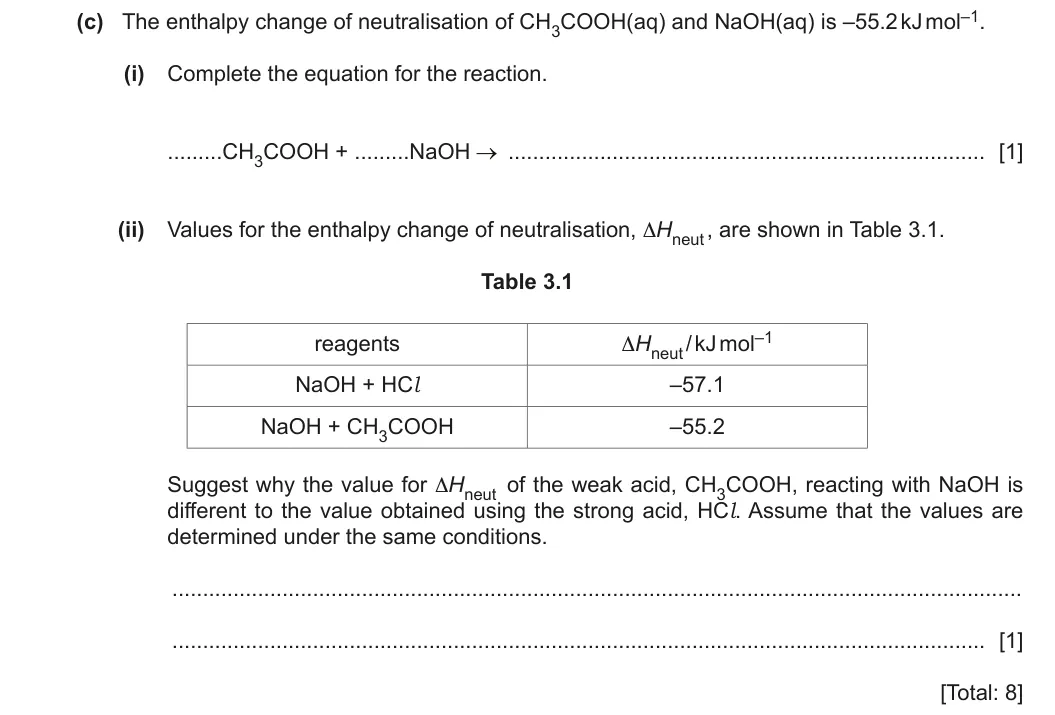 (c) The enthalpy change of neutralisation of CH₃COOH(aq) and NaOH(aq) is –55.2 kJ mol⁻¹.
(i) Complete the equation for the reaction.
.........CH₃COOH + .........NaOH → ............................................................................... [1]
(ii) Values for the enthalpy change of neutralisation, ΔH_neut, are shown in Table 3.1.
Table 3.1
reagents ΔH_neut / kJ mol⁻¹
NaOH + HCl –57.1
NaOH + CH₃COOH –55.2
Suggest why the value for ΔH_neut of the weak acid, CH₃COOH, reacting with NaOH is
different to the value obtained using the strong acid, HCl. Assume that the values are
determined under the same conditions.
.............................................................................................................................................
....................................................................................................................................... [1]
[Total: 8]